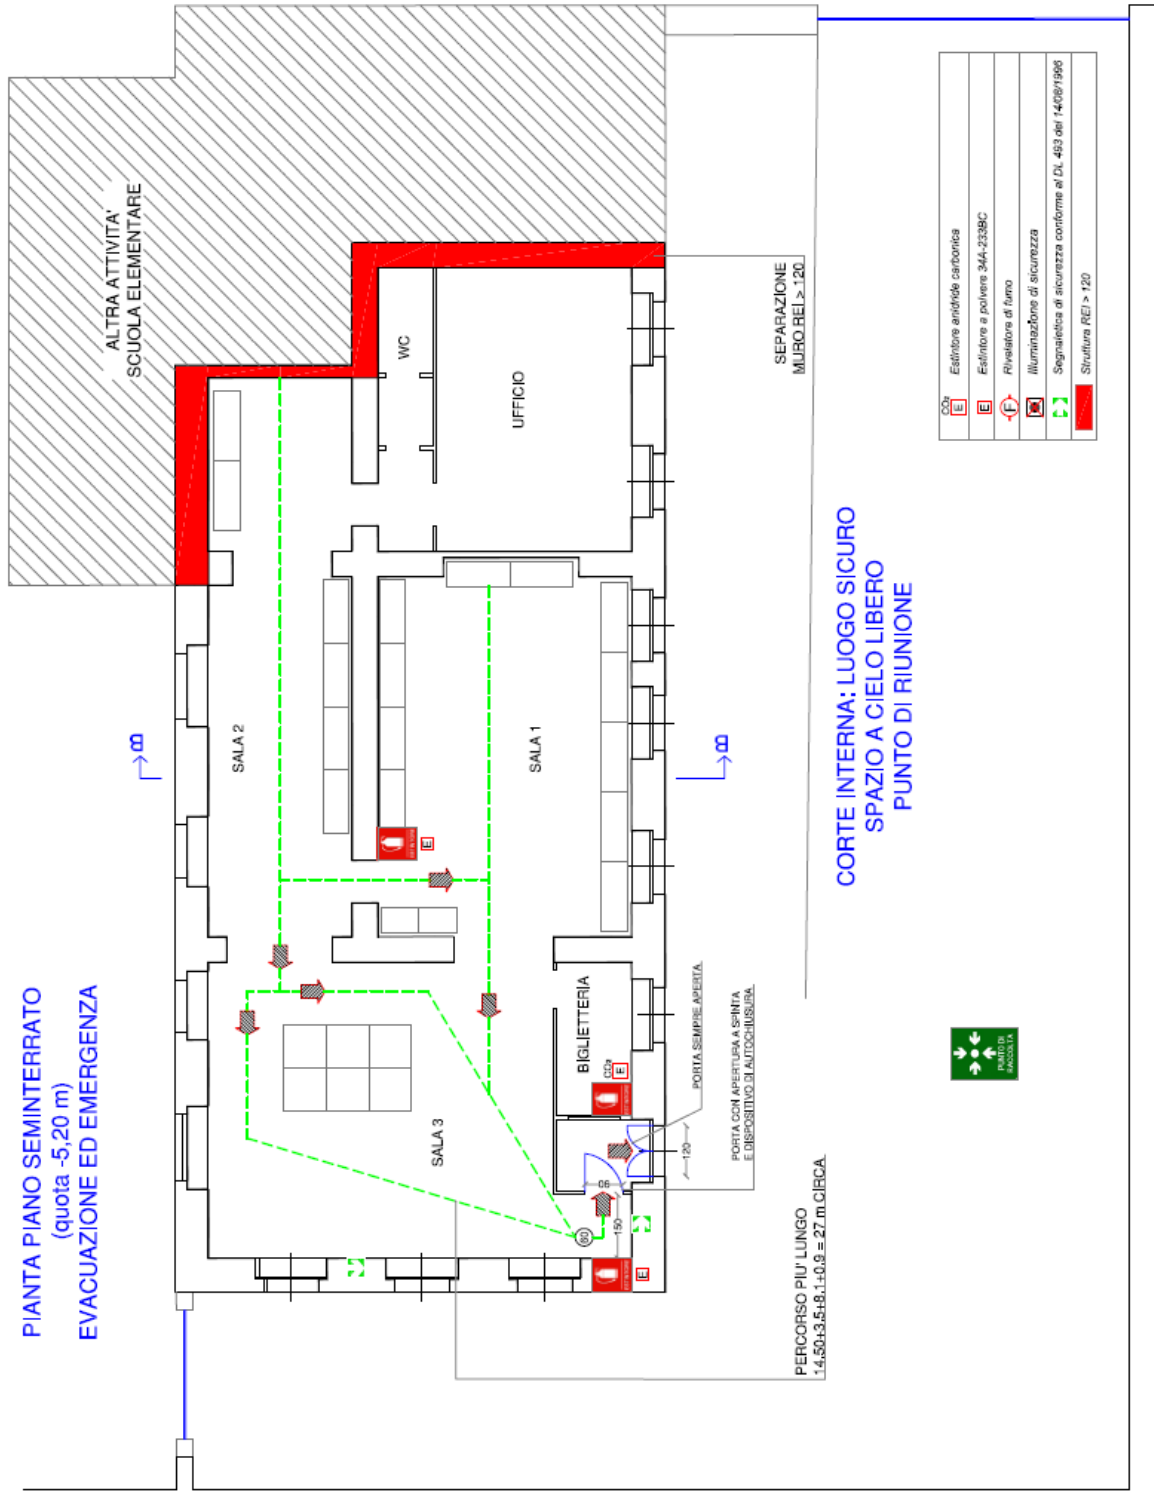 PIANTA PIANO SEMINTERRATO
(quota -5,20 m)
EVACUAZIONE ED EMERGENZA
ALTRA ATTIVITA'
SCUOLA ELEMENTARE
SALA 2
WC
UFFICIO
SALA 1
SALA 3
BIGLIETTERIA
B
B
E
CO2
E
E
60
90
150
120
PORTA SEMPRE APERTA
PORTA CON APERTURA A SPINTA
E DISPOSITIVO DI AUTOCHIUSURA
PERCORSO PIU' LUNGO
14.50+3.5+8.1+0.9 = 27 m CIRCA
SEPARAZIONE
MURO REI > 120
CORTE INTERNA: LUOGO SICURO
SPAZIO A CIELO LIBERO
PUNTO DI RIUNIONE
PUNTO DI
RACCOLTA
CO2
E Estintore anidride carbonica
E Estintore a polvere 34A-233BC
F Rivelatore di fumo
Illuminazione di sicurezza
Segnaletica di sicurezza conforme al DL 493 del 14/08/1996
Struttura REI > 120